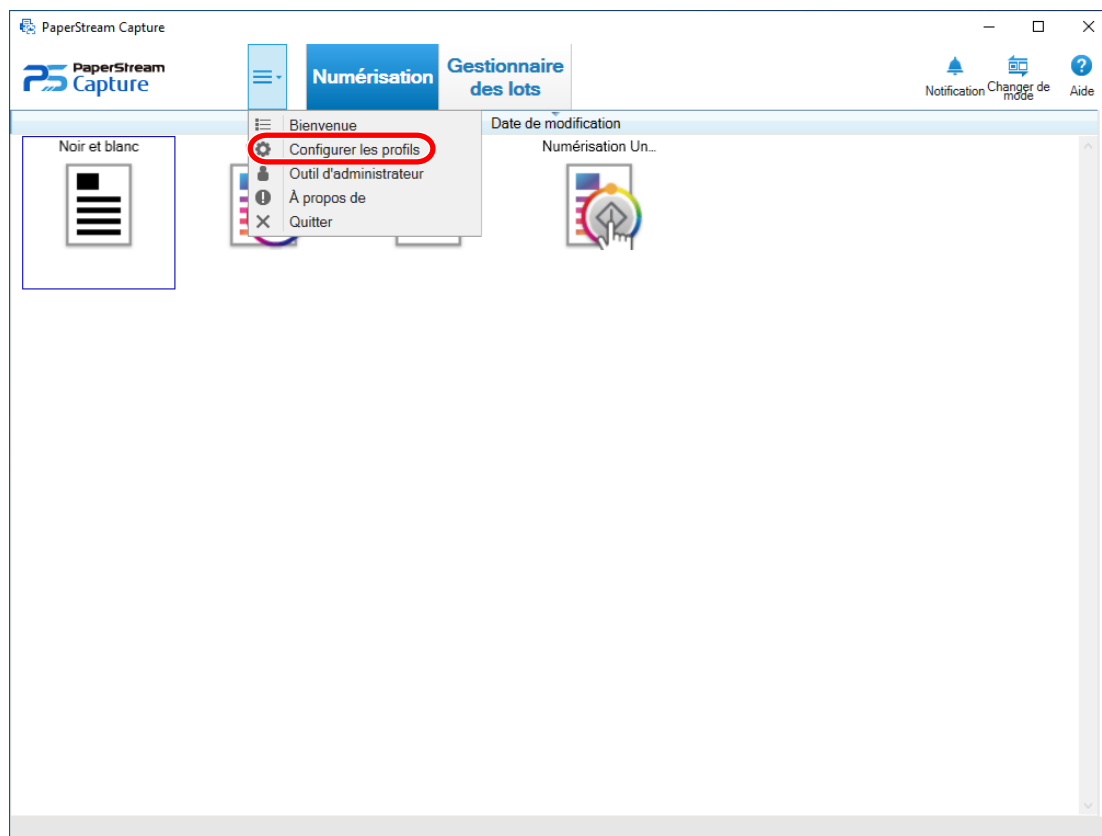 PaperStream Capture
PaperStream
Capture
Numérisation
Gestionnaire
des lots
Notification
Changer de
mode
Aide
Date de modification
Bienvenue
Configurer les profils
Outil d'administrateur
À propos de
Quitter
Noir et blanc
Numérisation Un...